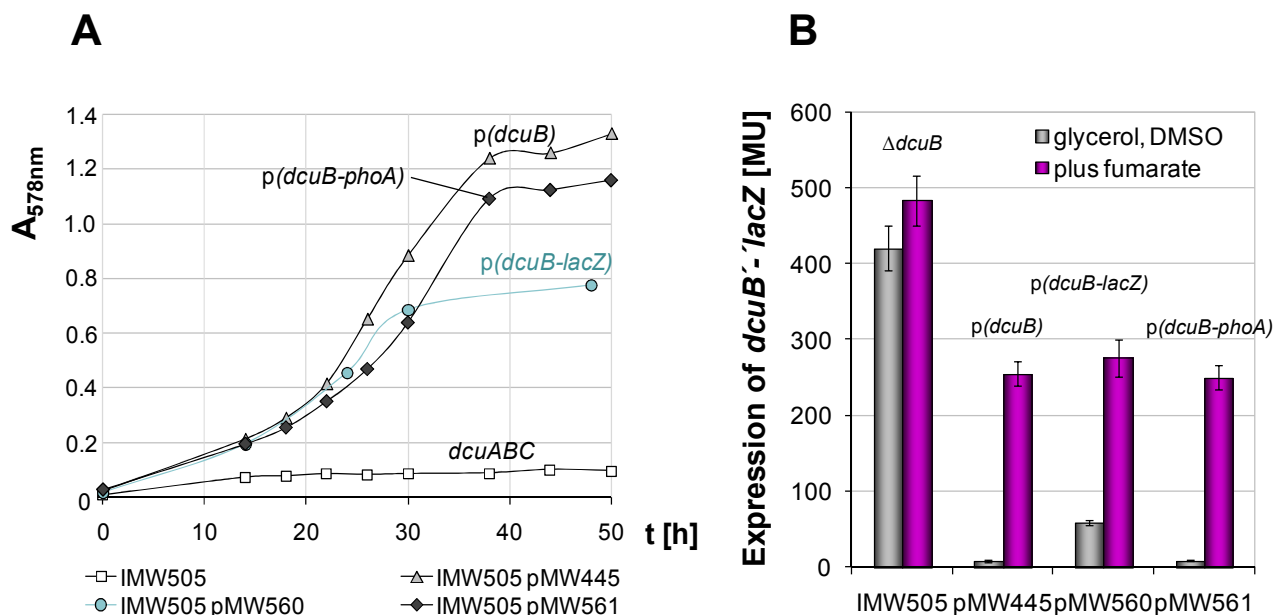 A
A578nm
1.4
1.2
1.0
0.8
0.6
0.4
0.2
0
p(dcuB)
p(dcuB-phoA)
p(dcuB-lacZ)
dcuABC
0 10 20 30 40 50 t [h]
IMW505 IMW505 pMW445
IMW505 pMW560 IMW505 pMW561
B
Expression of dcuB´-´lacZ [MU]
600
500
400
300
200
100
0
glycerol, DMSO
plus fumarate
ΔdcuB
p(dcuB-lacZ)
p(dcuB) p(dcuB-phoA)
IMW505 pMW445 pMW560 pMW561